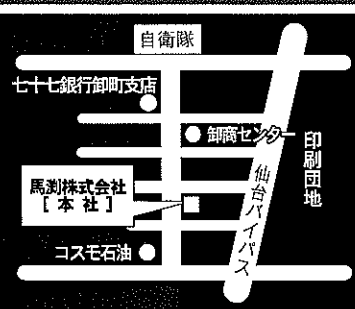 自衛隊
七十七銀行卸町支店
卸商センター
印刷団地
馬渕株式会社
[ 本 社 ]
仙台バイパス
コスモ石油